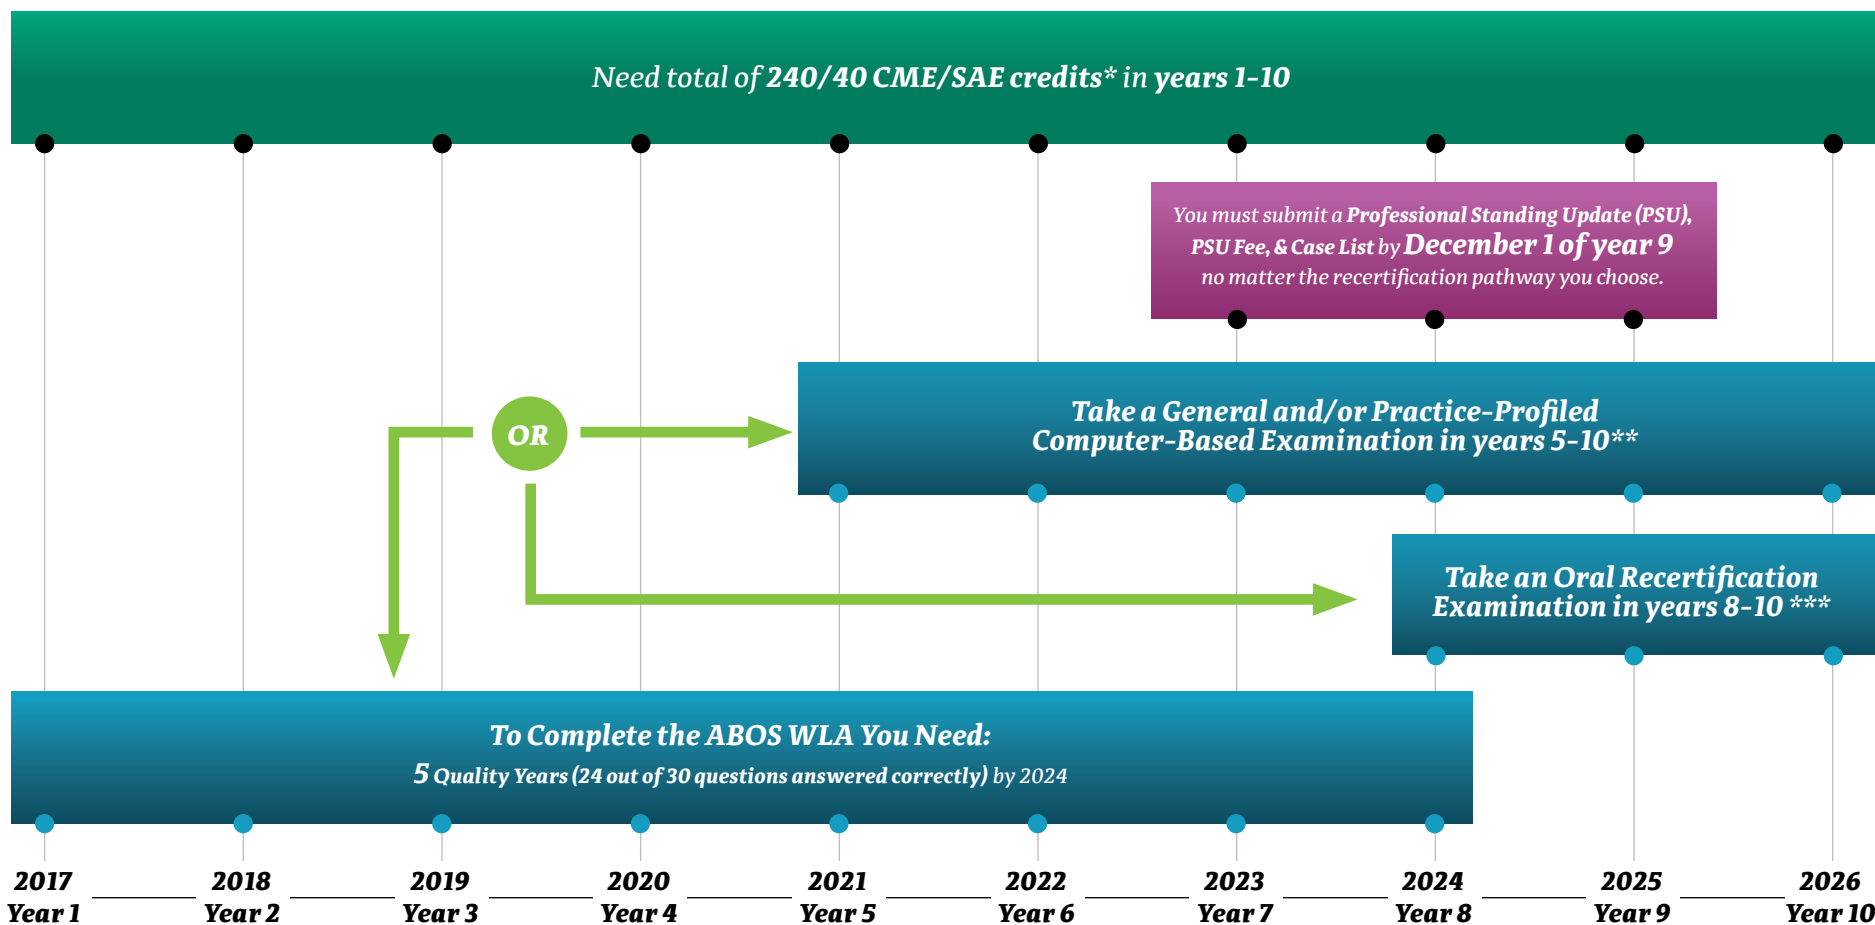 Need total of 240/40 CME/SAE credits* in years 1-10
You must submit a Professional Standing Update (PSU),
PSU Fee, & Case List by December 1 of year 9
no matter the recertification pathway you choose.
OR
Take a General and/or Practice-Profiled
Computer-Based Examination in years 5-10**
Take an Oral Recertification
Examination in years 8-10 ***
To Complete the ABOS WLA You Need:
5 Quality Years (24 out of 30 questions answered correctly) by 2024
2017 2018 2019 2020 2021 2022 2023 2024 2025 2026
Year 1 Year 2 Year 3 Year 4 Year 5 Year 6 Year 7 Year 8 Year 9 Year 10